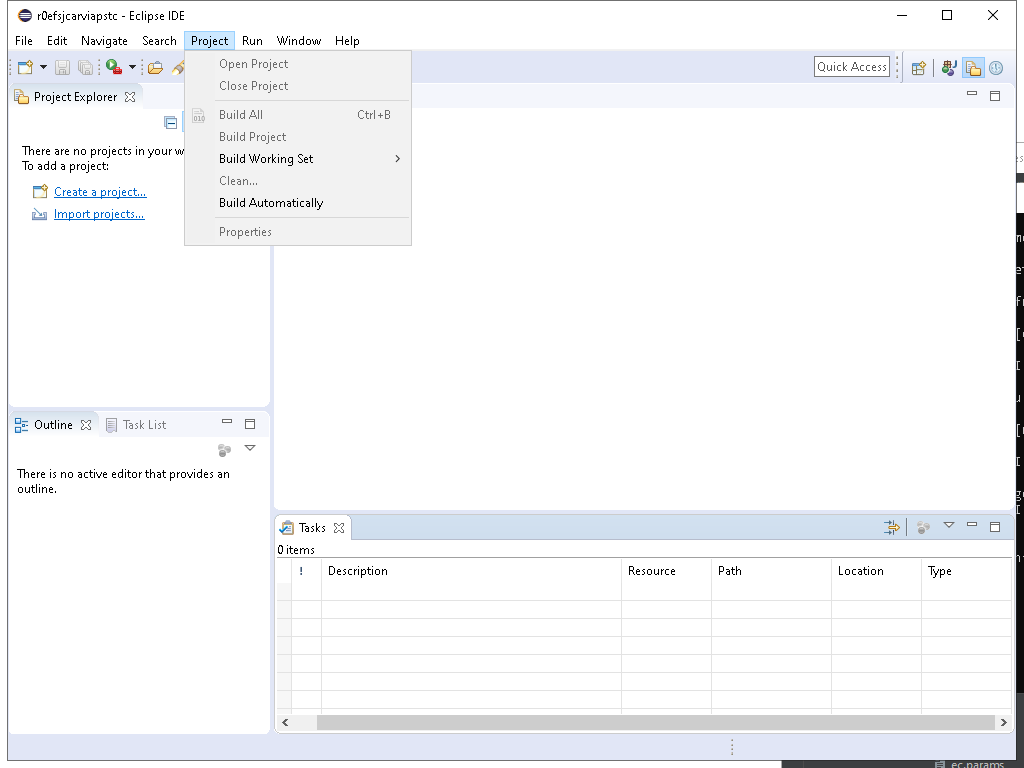 r0efsjcarviapstc - Eclipse IDE
File Edit Navigate Search Project Run Window Help
Quick Access
Open Project
Close Project
Build All Ctrl+B
Build Project
Build Working Set
Clean...
Build Automatically
Properties
Project Explorer
There are no projects in your w
To add a project:
Create a project...
Import projects...
Outline Task List
There is no active editor that provides an
outline.
Tasks
0 items
! Description Resource Path Location Type
ec.params